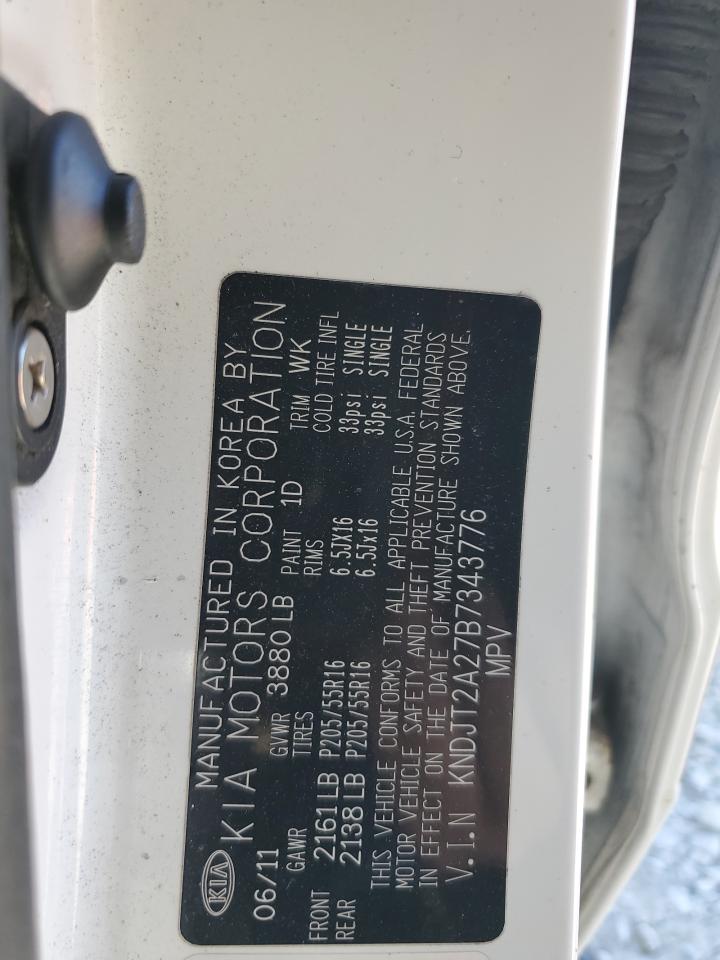 MANUFACTURED IN KOREA BY
KIA KIA MOTORS CORPORATION
06/11 GVWR 3880 LB PAINT 1D TRIM WK
GAWR TIRES RIMS COLD TIRE INFL
FRONT 2161 LB P205/55R16 6.5JX16 33psi SINGLE
REAR 2138 LB P205/55R16 6.5Jx16 33psi SINGLE
THIS VEHICLE CONFORMS TO ALL APPLICABLE U.S.A. FEDERAL
MOTOR VEHICLE SAFETY AND THEFT PREVENTION STANDARDS
IN EFFECT ON THE DATE OF MANUFACTURE SHOWN ABOVE.
V.I.N KNDJT2A27B7343776
MPV